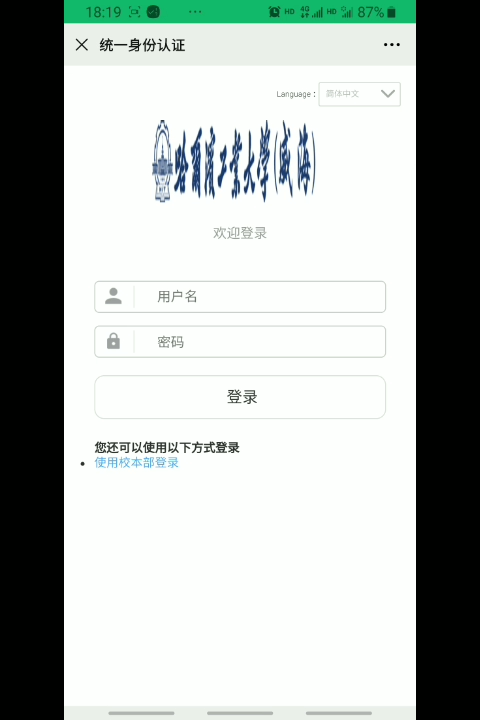 18:19 ... HD 4G HD 87%
统一身份认证
Language： 简体中文
哈尔滨工业大学(威海)
欢迎登录
用户名
密码
登录
您还可以使用以下方式登录
使用校本部登录